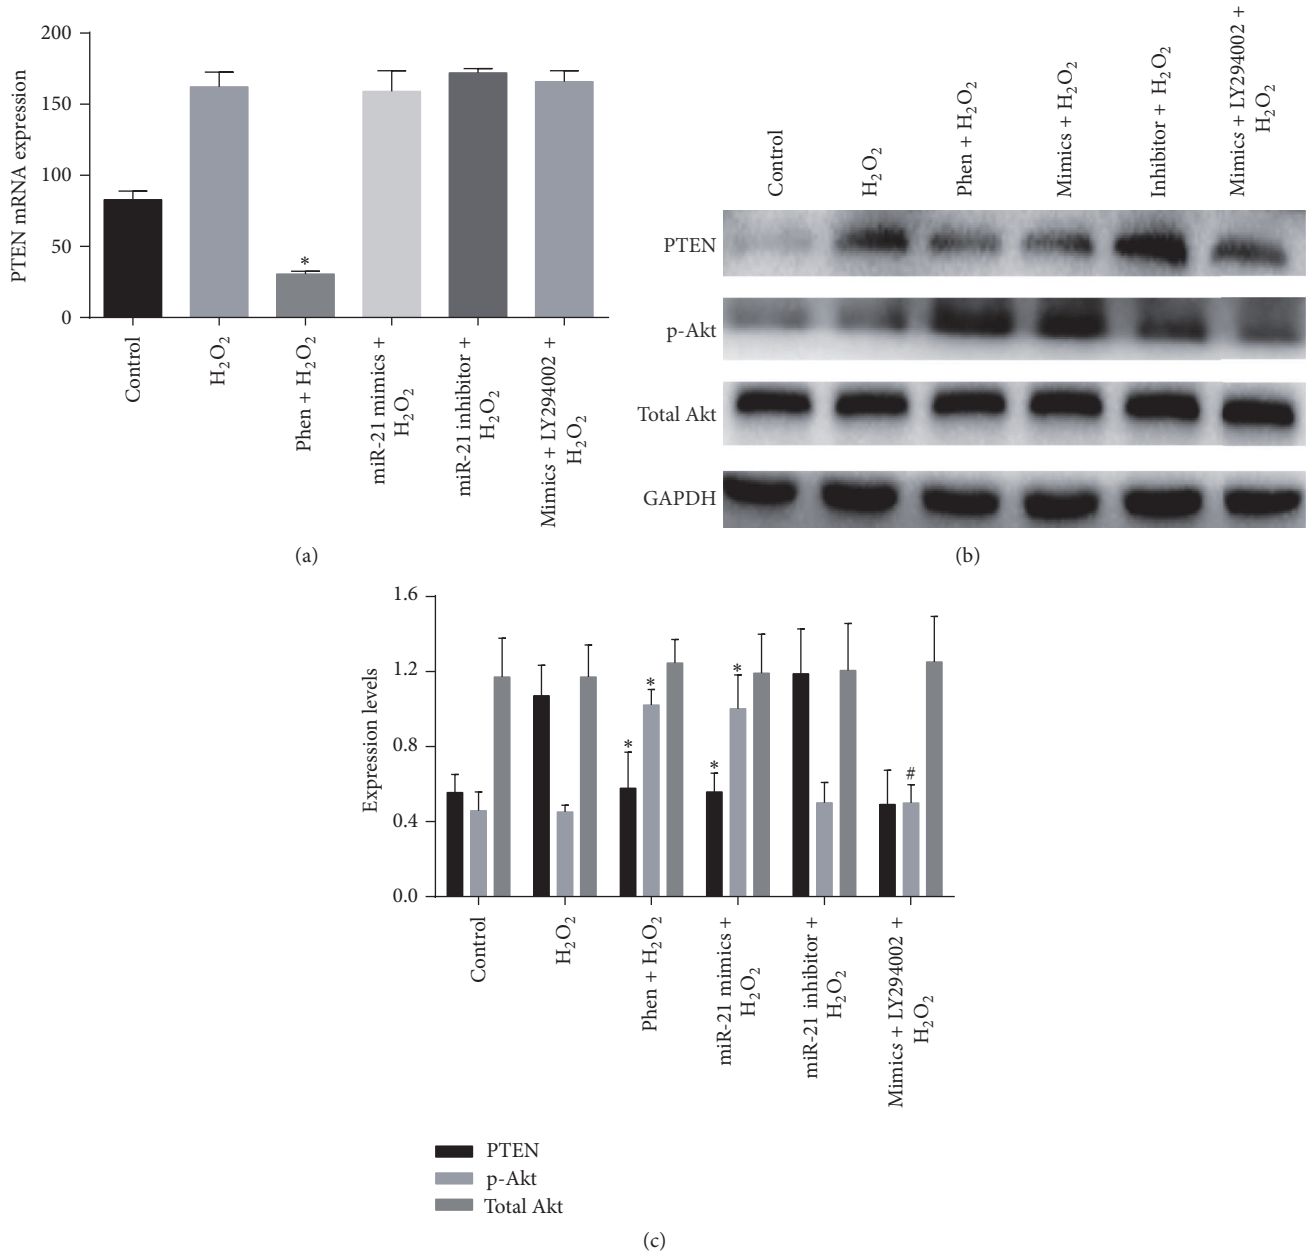 PTEN mRNA expression
200
150
100
50
0
*
Control
H₂O₂
Phen + H₂O₂
miR-21 mimics +
H₂O₂
miR-21 inhibitor +
H₂O₂
Mimics + LY294002 +
H₂O₂
(a)
Control
H₂O₂
Phen + H₂O₂
Mimics + H₂O₂
Inhibitor + H₂O₂
Mimics + LY294002 +
H₂O₂
PTEN
p-Akt
Total Akt
GAPDH
(b)
Expression levels
1.6
1.2
0.8
0.4
0.0
*
*
*
*
#
Control
H₂O₂
Phen + H₂O₂
miR-21 mimics +
H₂O₂
miR-21 inhibitor +
H₂O₂
Mimics + LY294002 +
H₂O₂
PTEN
p-Akt
Total Akt
(c)